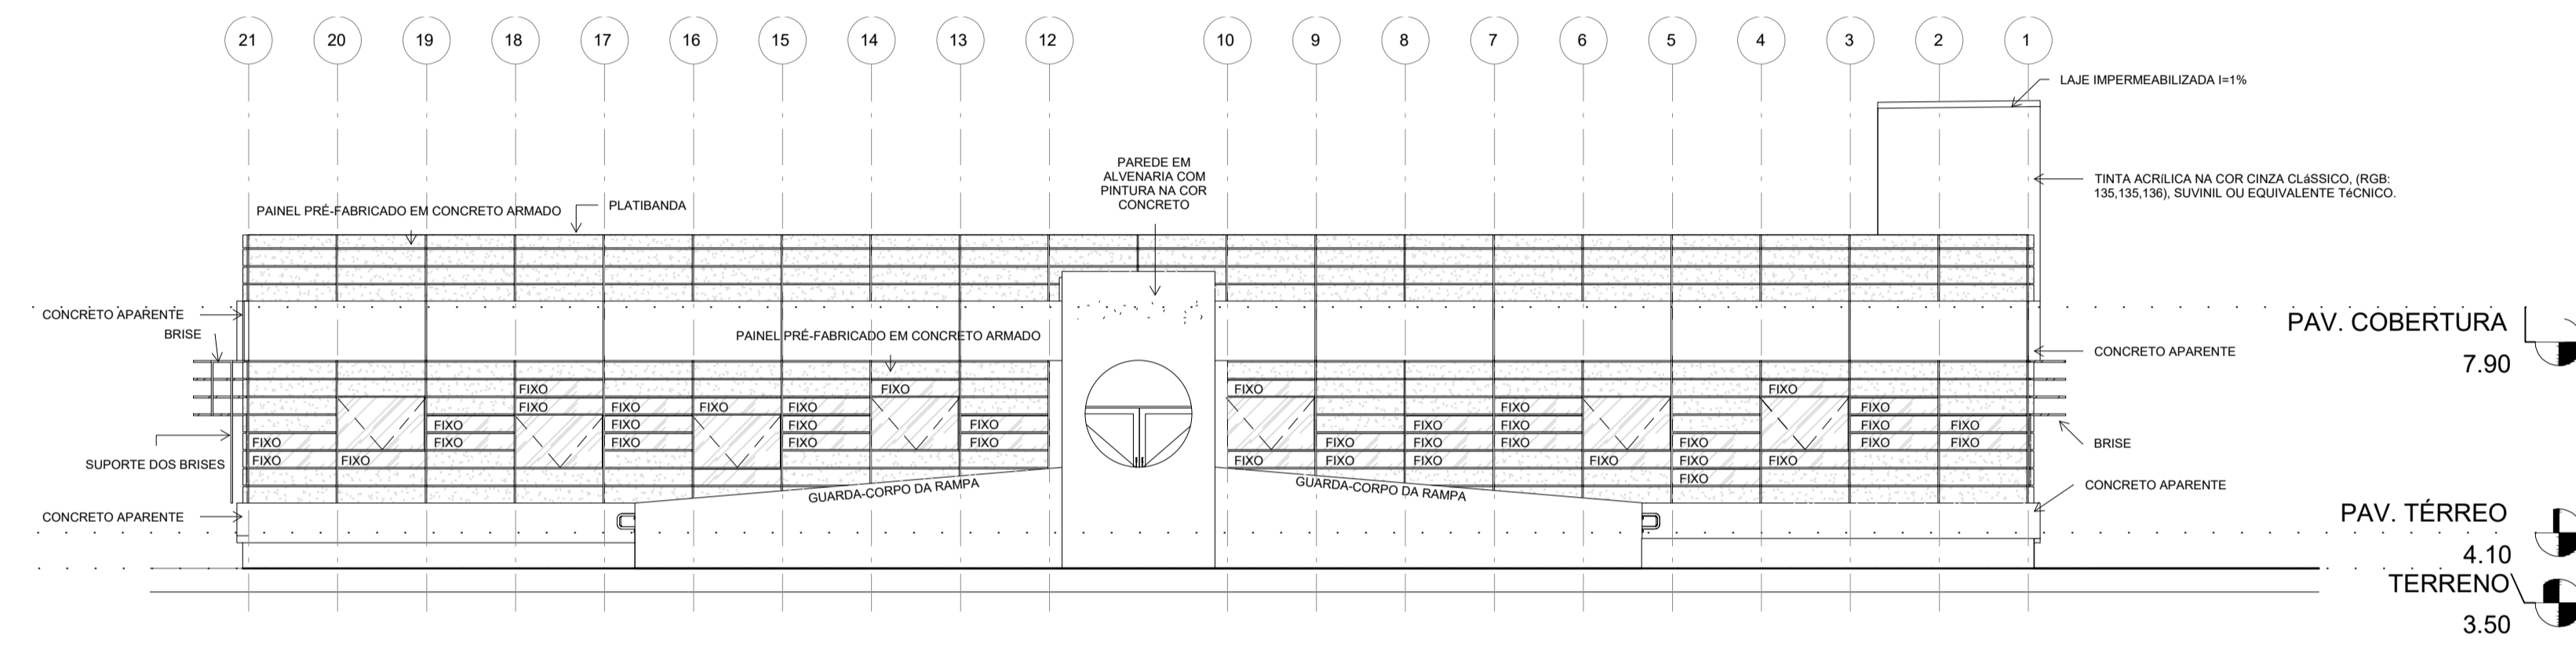 21 20 19 18 17 16 15 14 13 12 10 9 8 7 6 5 4 3 2 1
LAJE IMPERMEABILIZADA I=1%
PAREDE EM
ALVENARIA COM
PINTURA NA COR
CONCRETO
TINTA ACRíLICA NA COR CINZA CLáSSICO, (RGB:
135,135,136), SUVINIL OU EQUIVALENTE TéCNICO.
PAINEL PRÉ-FABRICADO EM CONCRETO ARMADO
PLATIBANDA
CONCRETO APARENTE
BRISE
PAINEL PRÉ-FABRICADO EM CONCRETO ARMADO
PAV. COBERTURA
7.90
CONCRETO APARENTE
FIXO FIXO FIXO FIXO
FIXO FIXO FIXO FIXO FIXO FIXO
FIXO FIXO FIXO FIXO FIXO FIXO FIXO FIXO
FIXO FIXO FIXO FIXO FIXO FIXO FIXO FIXO FIXO FIXO FIXO
FIXO FIXO FIXO FIXO FIXO FIXO FIXO FIXO
FIXO
BRISE
SUPORTE DOS BRISES
GUARDA-CORPO DA RAMPA
GUARDA-CORPO DA RAMPA
CONCRETO APARENTE
CONCRETO APARENTE
PAV. TÉRREO
4.10
TERRENO
3.50